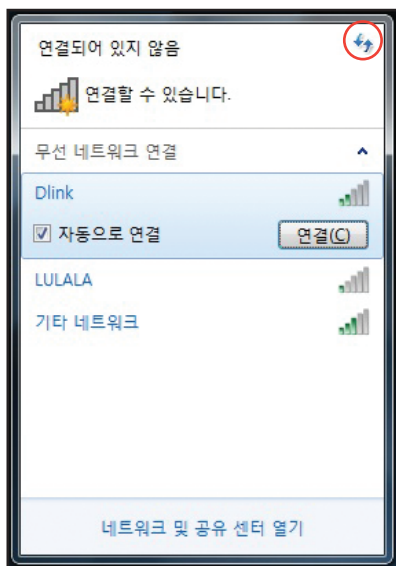 연결되어 있지 않음
연결할 수 있습니다.
무선 네트워크 연결
Dlink
자동으로 연결
연결(C)
LULALA
기타 네트워크
네트워크 및 공유 센터 열기